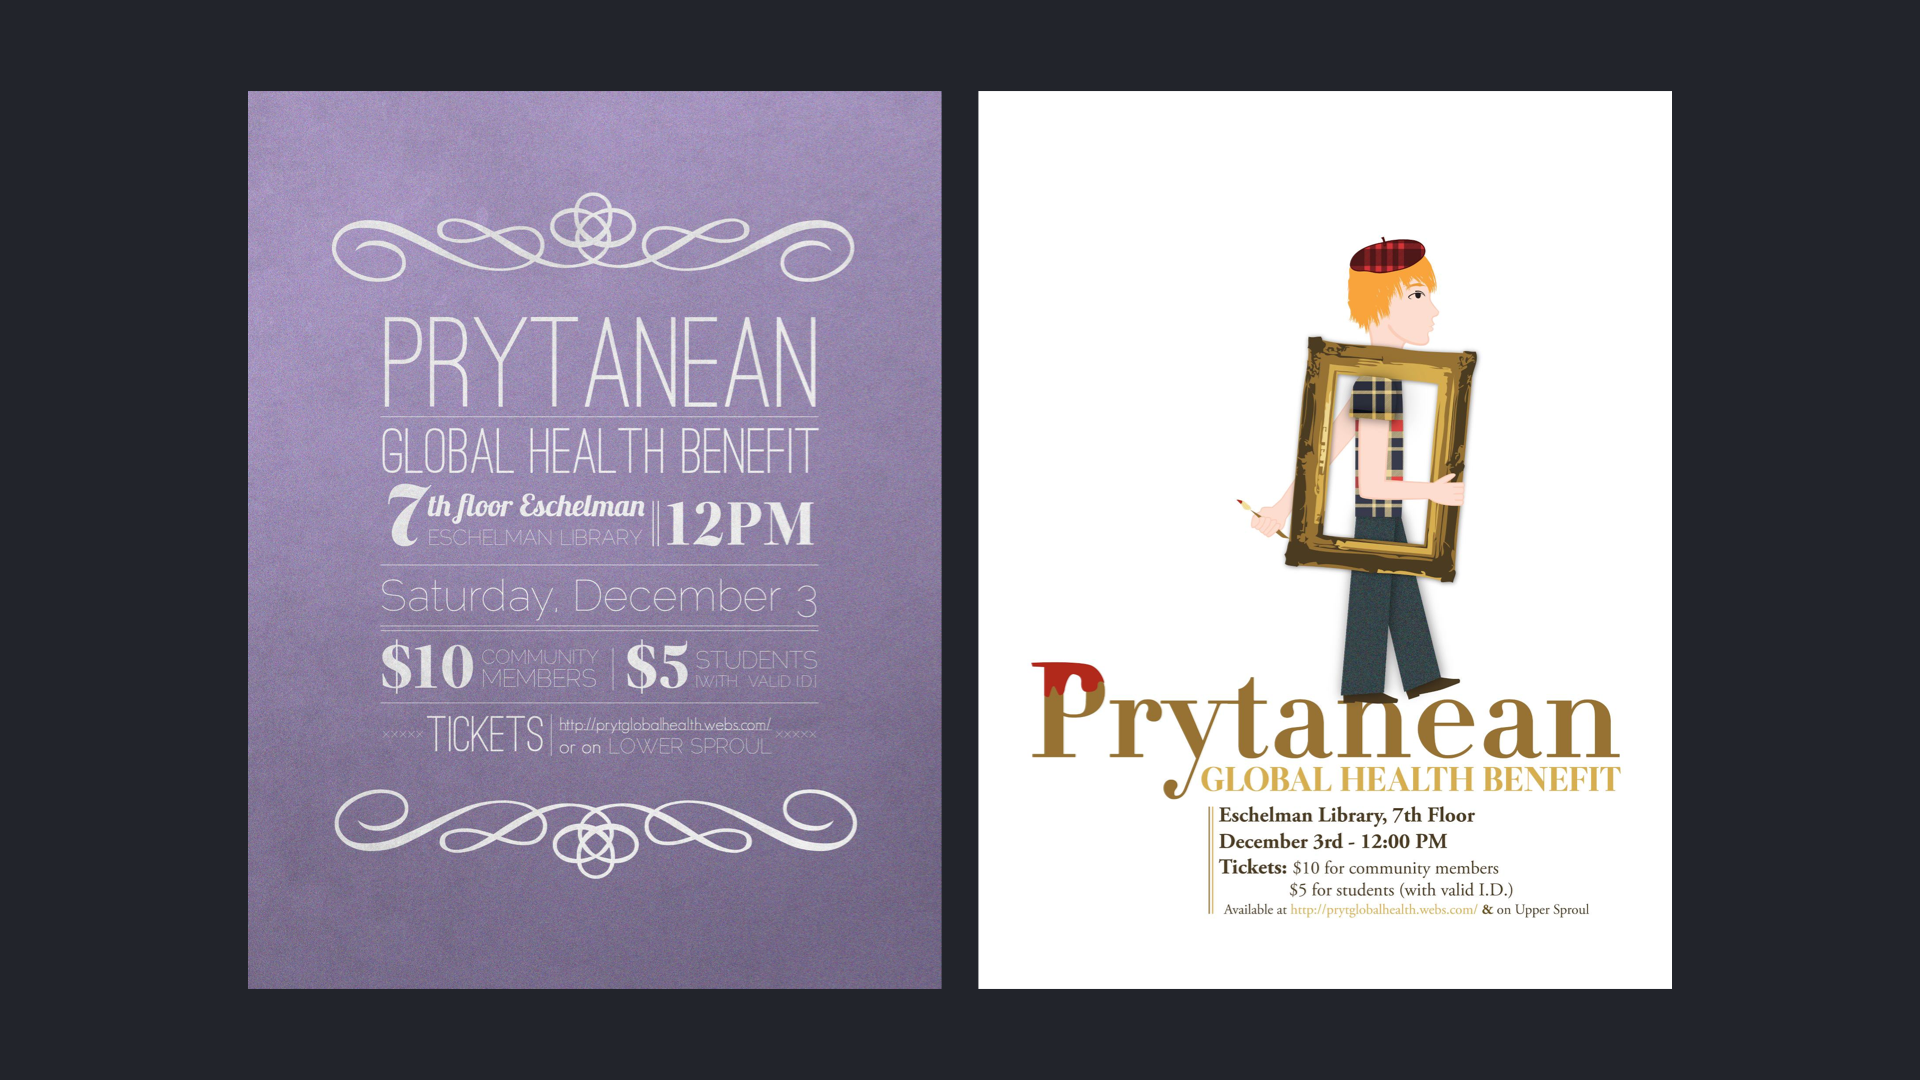 PRYTANEAN
GLOBAL HEALTH BENEFIT
7th floor Eschelman
ESCHELMAN LIBRARY
12PM
Saturday, December 3
$10 COMMUNITY MEMBERS
$5 STUDENTS
[WITH VALID I.D.]
xxxxx TICKETS http://prytglobalhealth.webs.com/ xxxxx
or on LOWER SPROUL
Prytanean
GLOBAL HEALTH BENEFIT
Eschelman Library, 7th Floor
December 3rd - 12:00 PM
Tickets: $10 for community members
$5 for students (with valid I.D.)
Available at http://prytglobalhealth.webs.com/ & on Upper Sproul